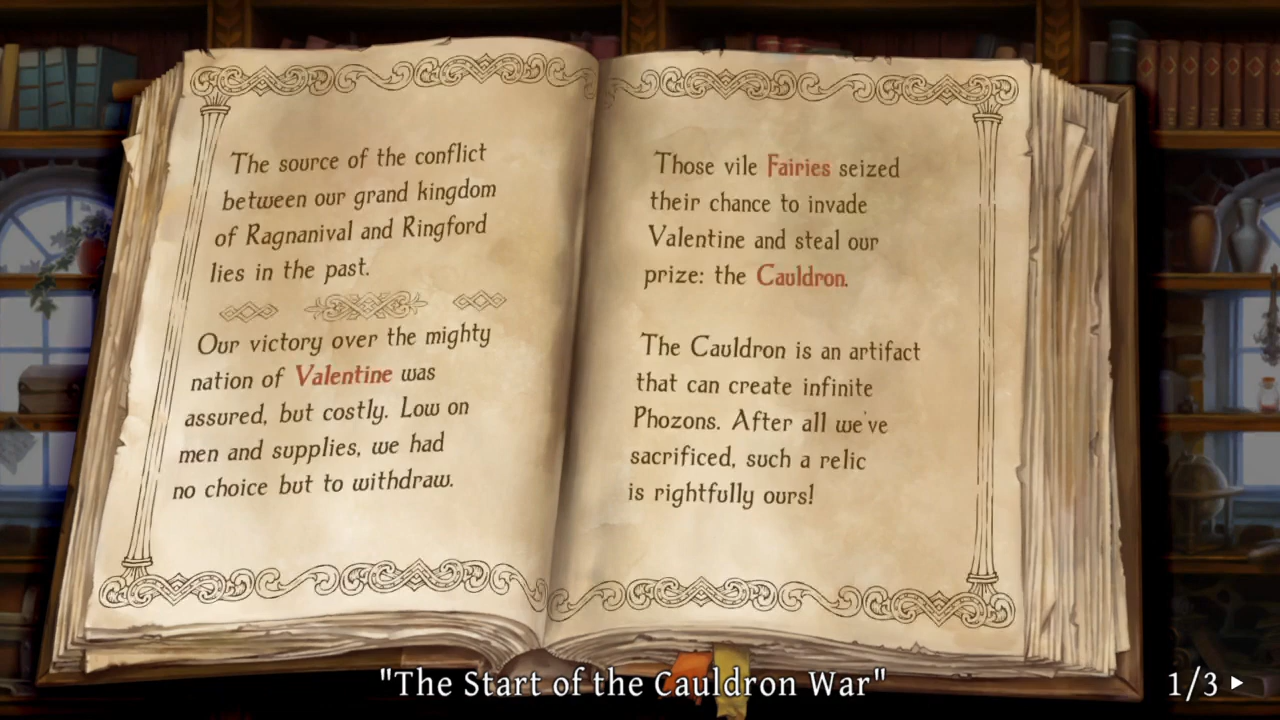 The source of the conflict
between our grand kingdom
of Ragnanival and Ringford
lies in the past.
Our victory over the mighty
nation of Valentine was
assured, but costly. Low on
men and supplies, we had
no choice but to withdraw.
Those vile Fairies seized
their chance to invade
Valentine and steal our
prize: the Cauldron.
The Cauldron is an artifact
that can create infinite
Phozons. After all we've
sacrificed, such a relic
is rightfully ours!
"The Start of the Cauldron War"
1/3